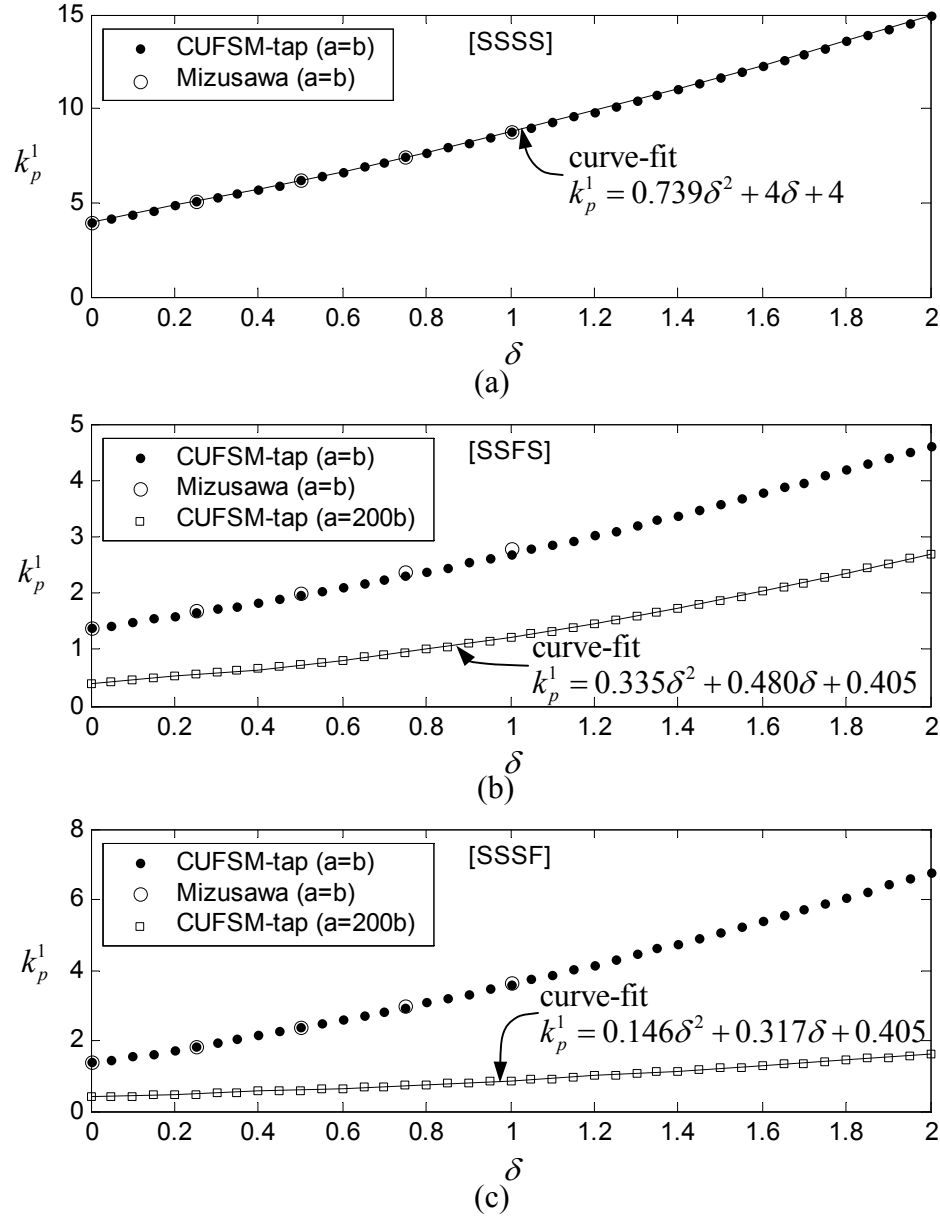 15
CUFSM-tap (a=b)
Mizusawa (a=b)
[SSSS]
10
k_p^1
5
0
curve-fit
k_p^1 = 0.739δ^2 + 4δ + 4
0 0.2 0.4 0.6 0.8 1 1.2 1.4 1.6 1.8 2
δ
(a)
5
CUFSM-tap (a=b)
Mizusawa (a=b)
CUFSM-tap (a=200b)
[SSFS]
4
3
k_p^1
2
1
0
curve-fit
k_p^1 = 0.335δ^2 + 0.480δ + 0.405
0 0.2 0.4 0.6 0.8 1 1.2 1.4 1.6 1.8 2
δ
(b)
8
CUFSM-tap (a=b)
Mizusawa (a=b)
CUFSM-tap (a=200b)
[SSSF]
6
k_p^1
4
2
0
curve-fit
k_p^1 = 0.146δ^2 + 0.317δ + 0.405
0 0.2 0.4 0.6 0.8 1 1.2 1.4 1.6 1.8 2
δ
(c)